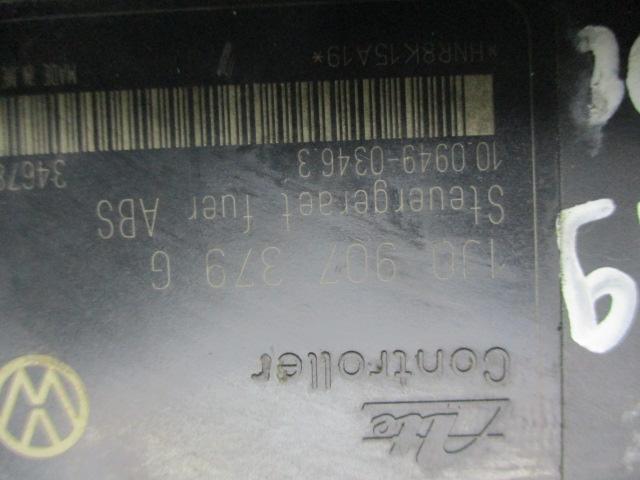 Ate
Controller
1J0 907 379 G
Steuergeraet fuer ABS
10.0949-0346.3
*HNR8K15A19*